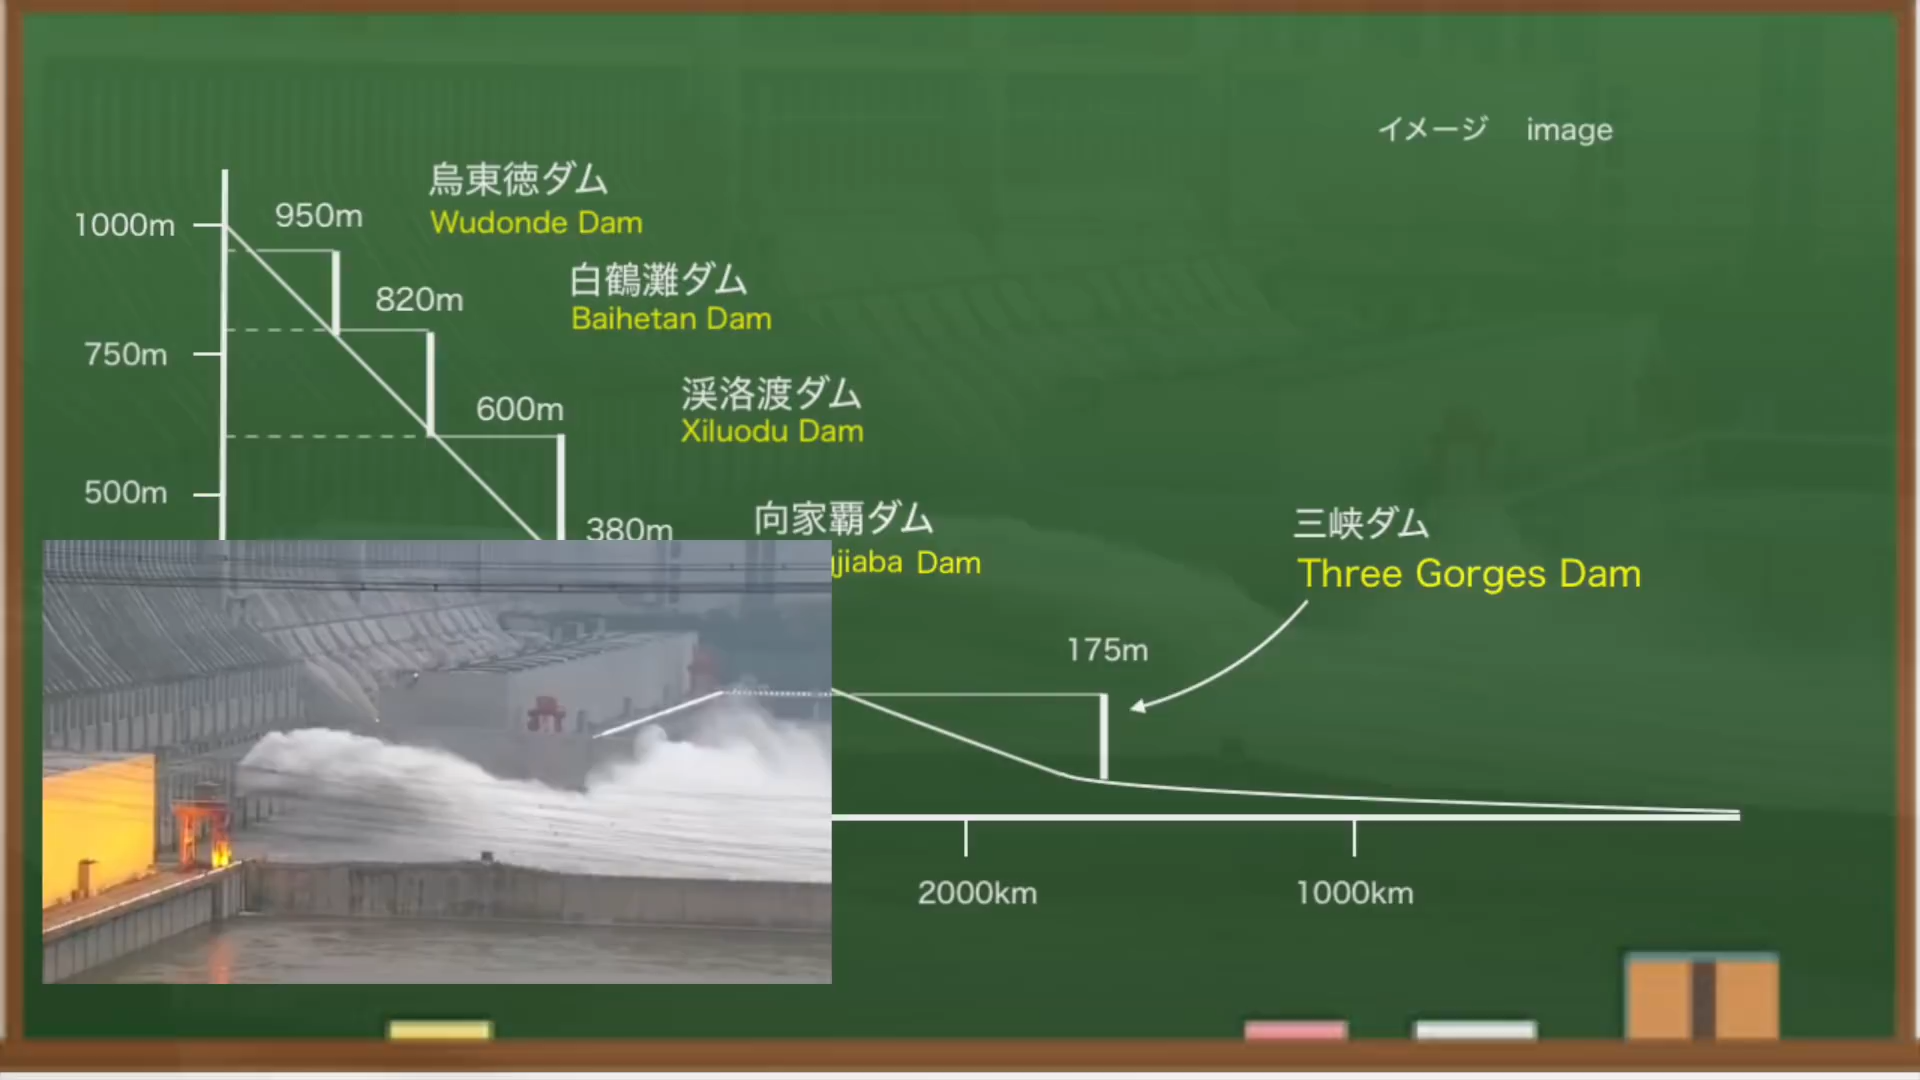 イメージ image
烏東徳ダム
Wudonde Dam
1000m
950m
白鶴灘ダム
Baihetan Dam
820m
750m
渓洛渡ダム
Xiluodu Dam
600m
500m
向家覇ダム
jiaba Dam
380m
三峡ダム
Three Gorges Dam
175m
2000km
1000km